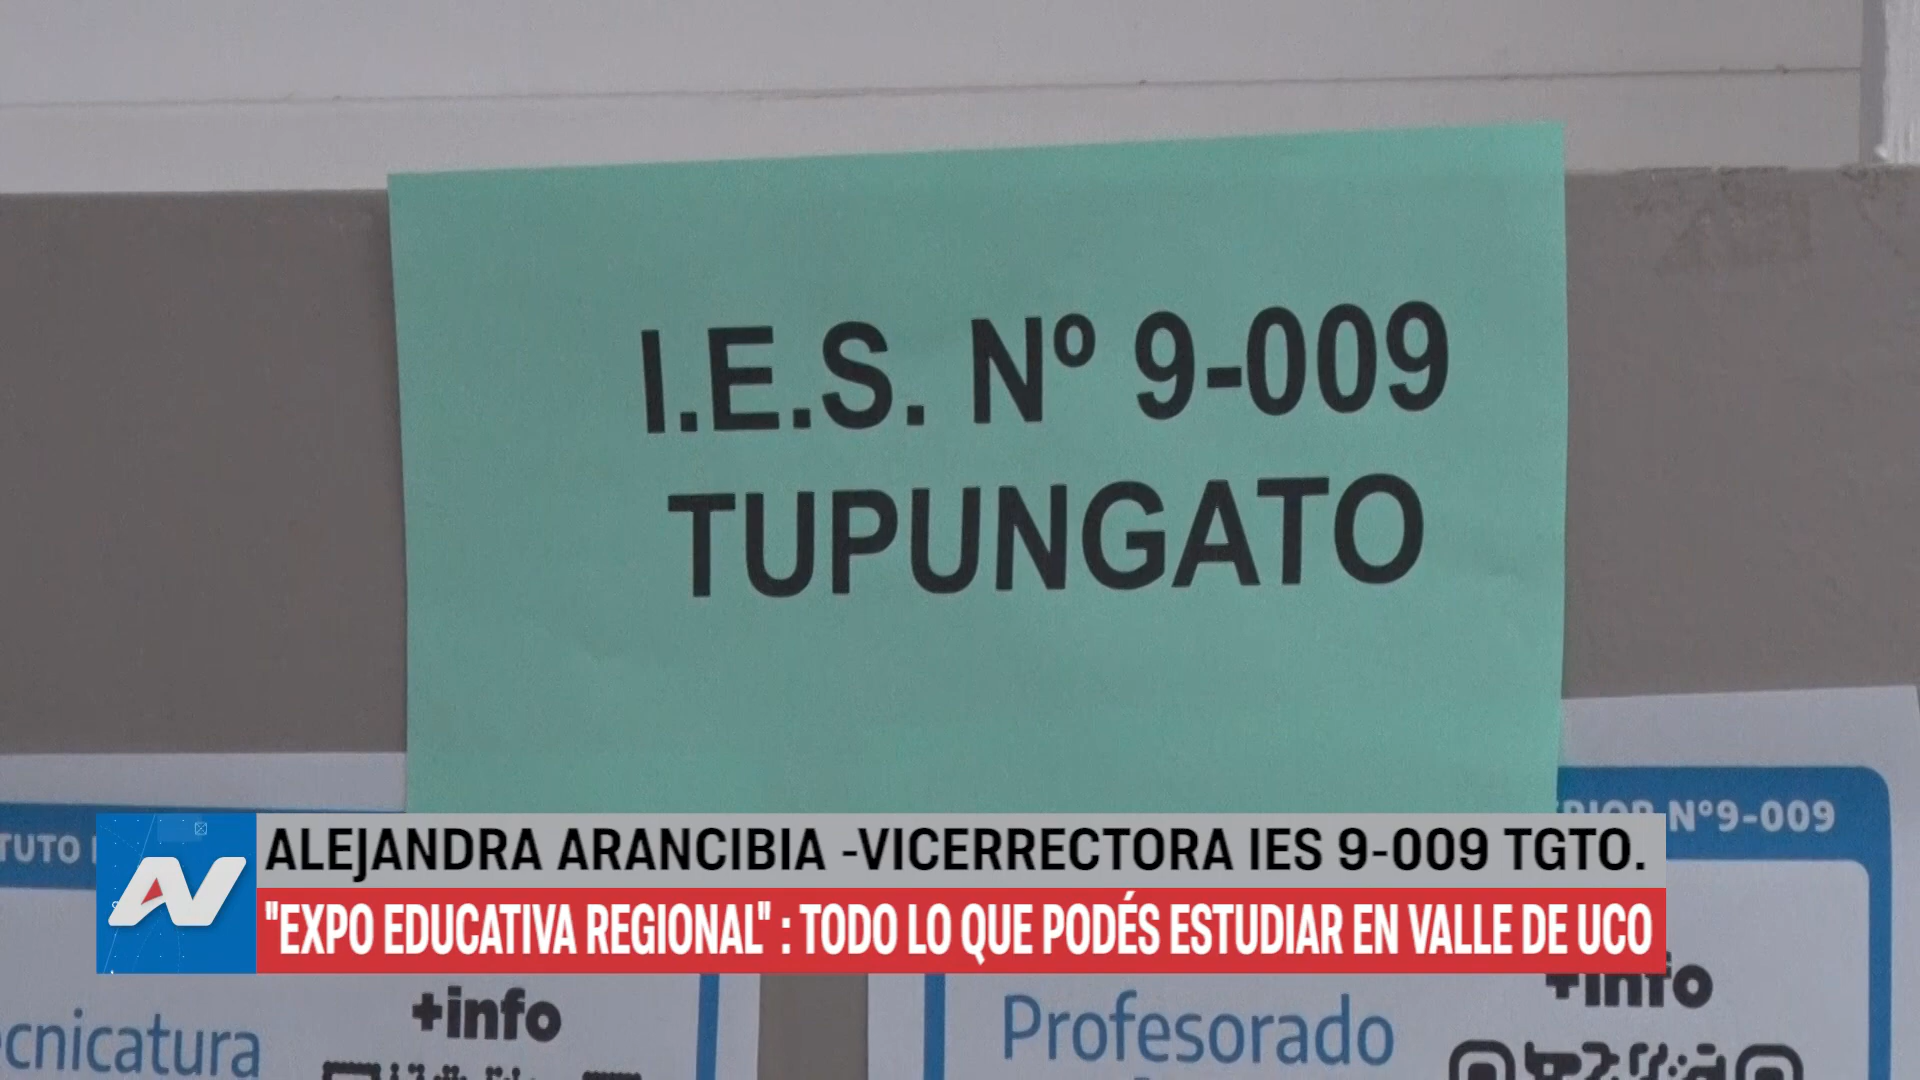 I.E.S. Nº 9-009
TUPUNGATO
Nº9-009
ALEJANDRA ARANCIBIA -VICERRECTORA IES 9-009 TGTO.
"EXPO EDUCATIVA REGIONAL" : TODO LO QUE PODÉS ESTUDIAR EN VALLE DE UCO
+info
+info
Profesorado